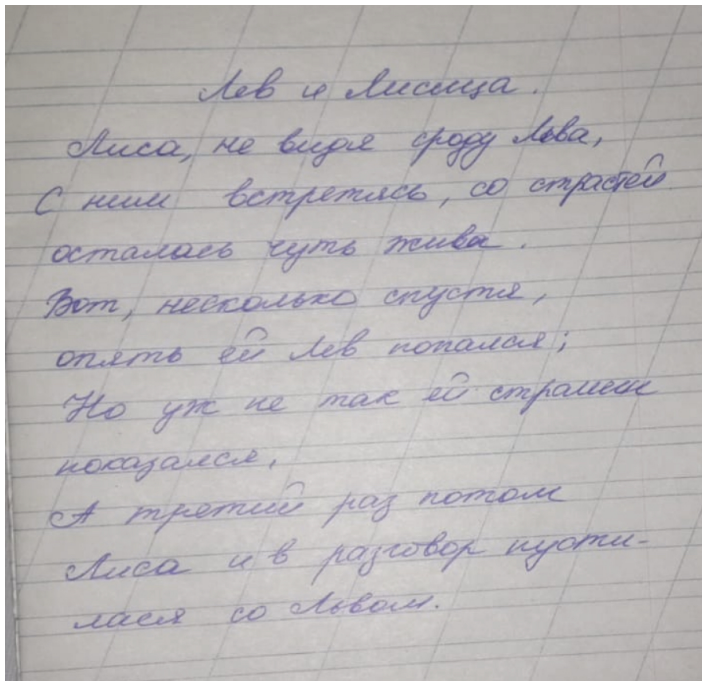 Лев и Лисица.
Лиса, не видя сроду Льва,
С ним встретясь, со страстей
осталась чуть жива.
Вот, несколько спустя,
опять ей Лев попался;
Но уж не так ей страшен
показался,
А третий раз потом
Лиса и в разговор пусти-
лася со Львом.